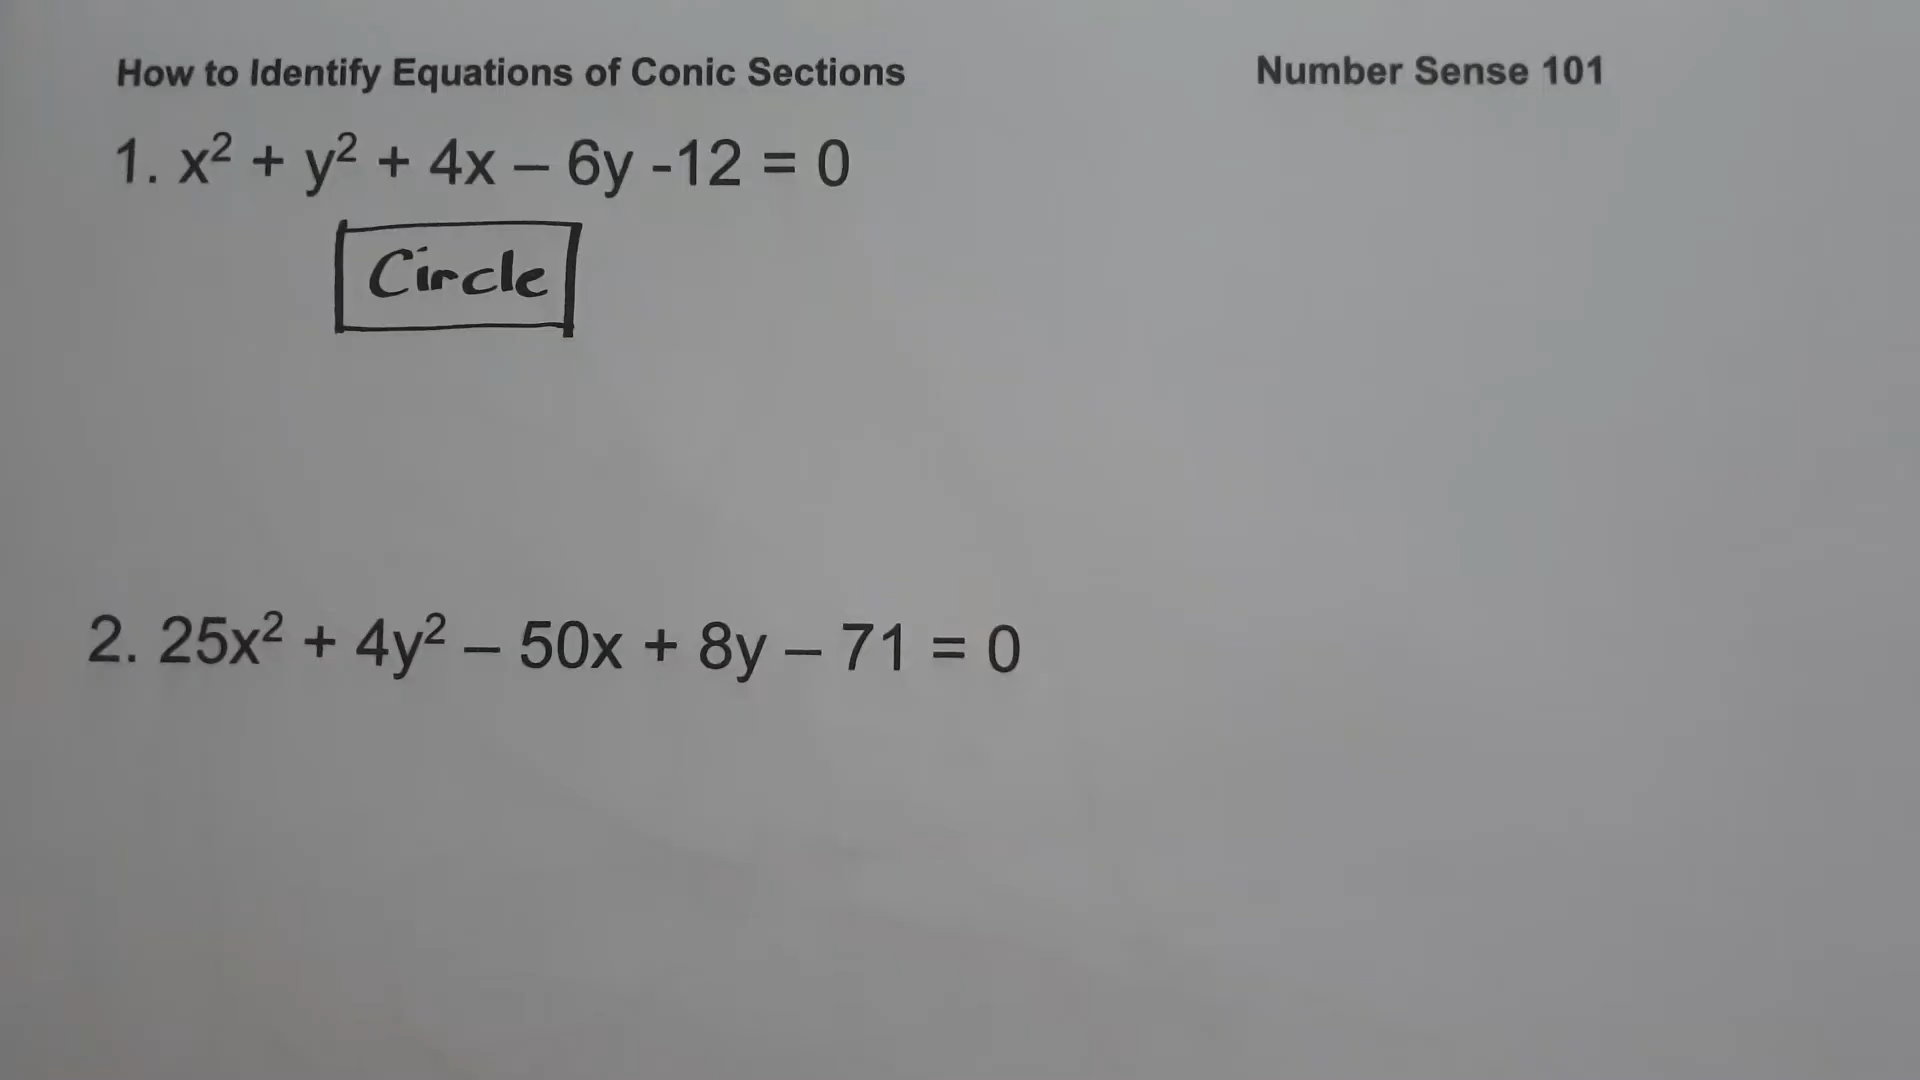 How to Identify Equations of Conic Sections Number Sense 101
1. x² + y² + 4x – 6y -12 = 0
Circle
2. 25x² + 4y² – 50x + 8y – 71 = 0